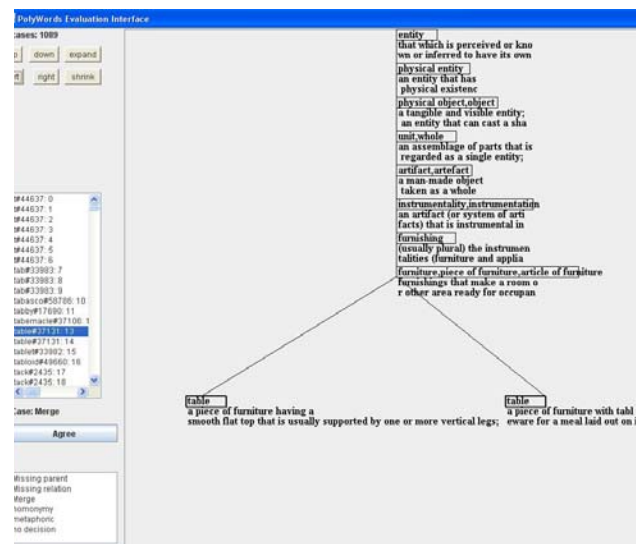 PolyWords Evaluation Interface
cases: 1089
down expand
right shrink
t#44637: 0
t#44637: 1
t#44637: 2
t#44637: 3
t#44637: 4
t#44637: 5
t#44637: 6
tab#33983: 7
tab#33983: 8
tab#33983: 9
tabasco#58786: 10
tabby#17690: 11
tabernacle#37106: 1
table#37131: 13
table#37131: 14
tablet#33982: 15
tabloid#49660: 16
tack#2435: 17
tack#2435: 18
Case: Merge
Agree
Missing parent
Missing relation
Merge
homonymy
metaphoric
no decision
entity
that which is perceived or kno
wn or inferred to have its own
physical entity
an entity that has
physical existenc
physical object,object
a tangible and visible entity;
an entity that can cast a sha
unit,whole
an assemblage of parts that is
regarded as a single entity;
artifact,artefact
a man-made object
taken as a whole
instrumentality,instrumentation
an artifact (or system of arti
facts) that is instrumental in
furnishing
(usually plural) the instrumen
talities (furniture and applia
furniture,piece of furniture,article of furniture
furnishings that make a room o
r other area ready for occupan
table
a piece of furniture having a
smooth flat top that is usually supported by one or more vertical legs;
table
a piece of furniture with tabl
eware for a meal laid out on i